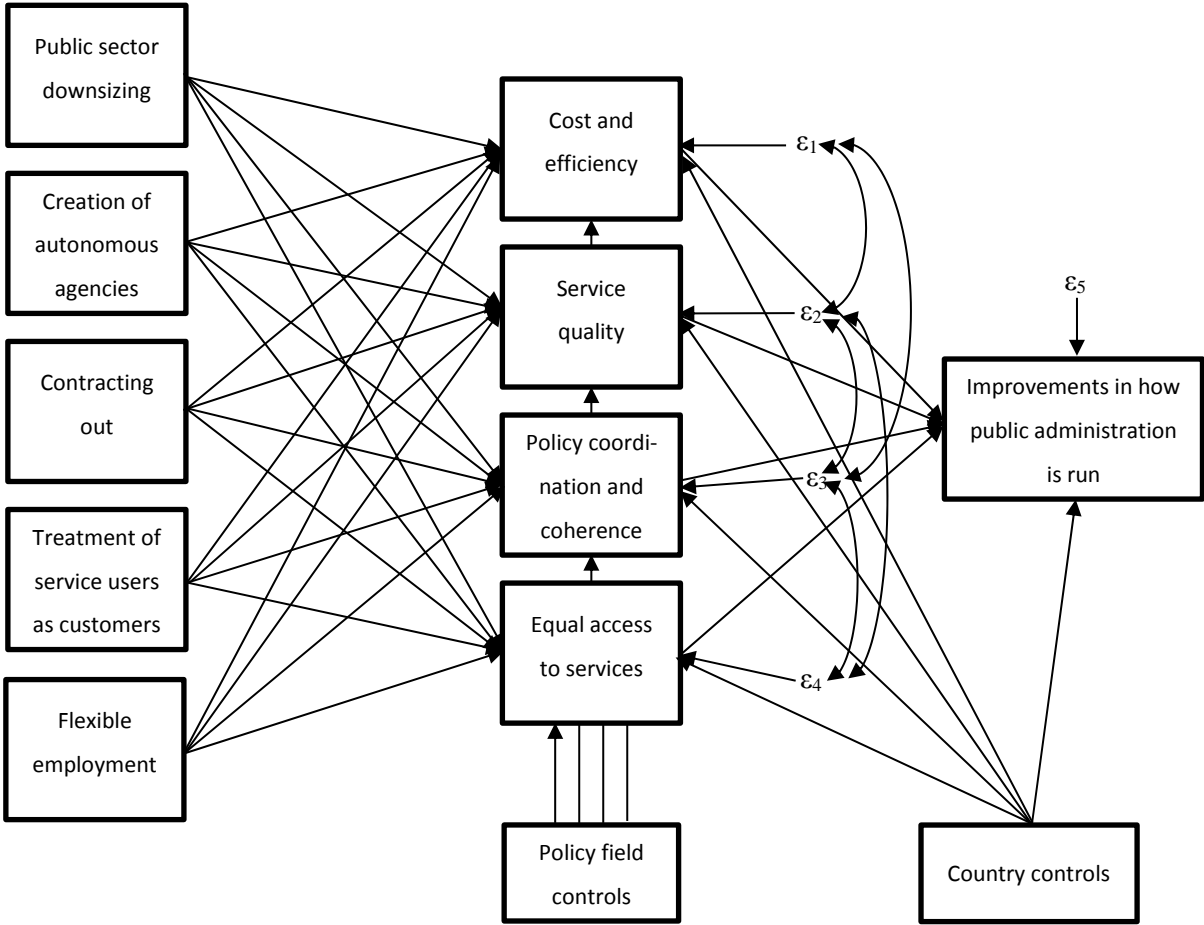 Public sector
downsizing
Creation of
autonomous
agencies
Contracting
out
Treatment of
service users
as customers
Flexible
employment
Cost and
efficiency
Service
quality
Policy coordi-
nation and
coherence
Equal access
to services
Policy field
controls
ε1
ε2
ε3
ε4
ε5
Improvements in how
public administration
is run
Country controls